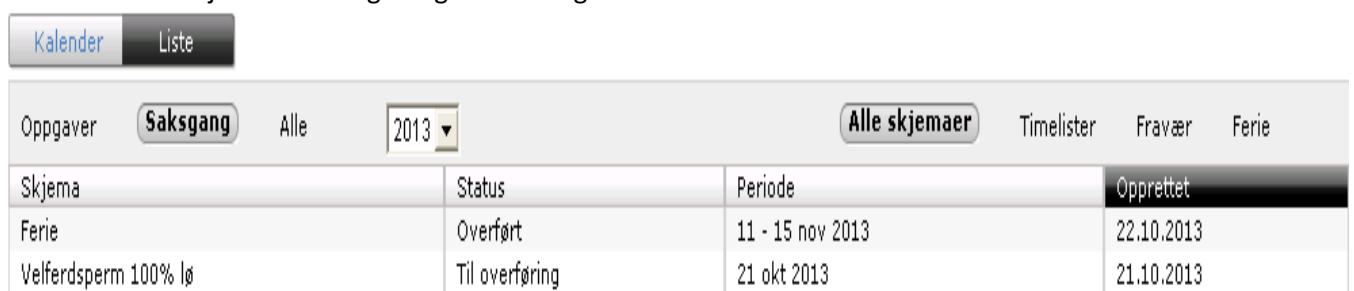 Kalender Liste
Oppgaver Saksgang Alle 2013 Alle skjemaer Timelister Fravær Ferie
Skjema Status Periode Opprettet
Ferie Overført 11 - 15 nov 2013 22.10.2013
Velferdsperm 100% lø Til overføring 21 okt 2013 21.10.2013